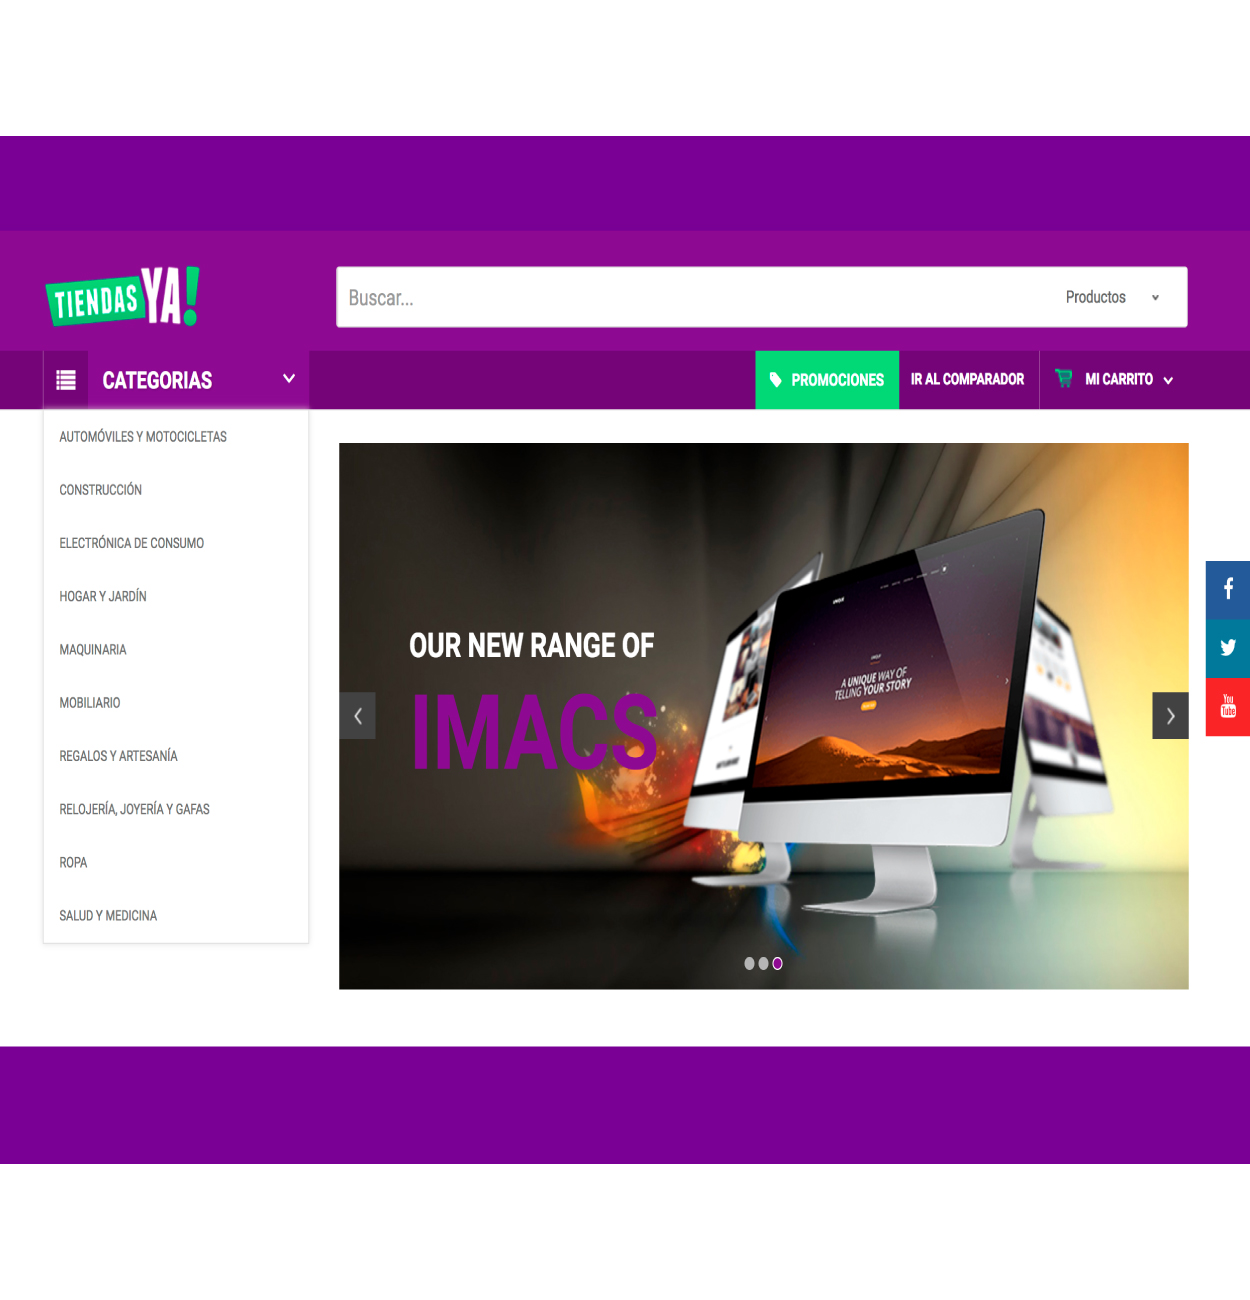 TIENDAS YA!
Buscar...
Productos
CATEGORIAS
PROMOCIONES
IR AL COMPARADOR
MI CARRITO
AUTOMÓVILES Y MOTOCICLETAS
CONSTRUCCIÓN
ELECTRÓNICA DE CONSUMO
HOGAR Y JARDÍN
MAQUINARIA
MOBILIARIO
REGALOS Y ARTESANÍA
RELOJERÍA, JOYERÍA Y GAFAS
ROPA
SALUD Y MEDICINA
OUR NEW RANGE OF
IMACS
UNIQUE
A UNIQUE WAY OF
TELLING YOUR STORY
You
Tube